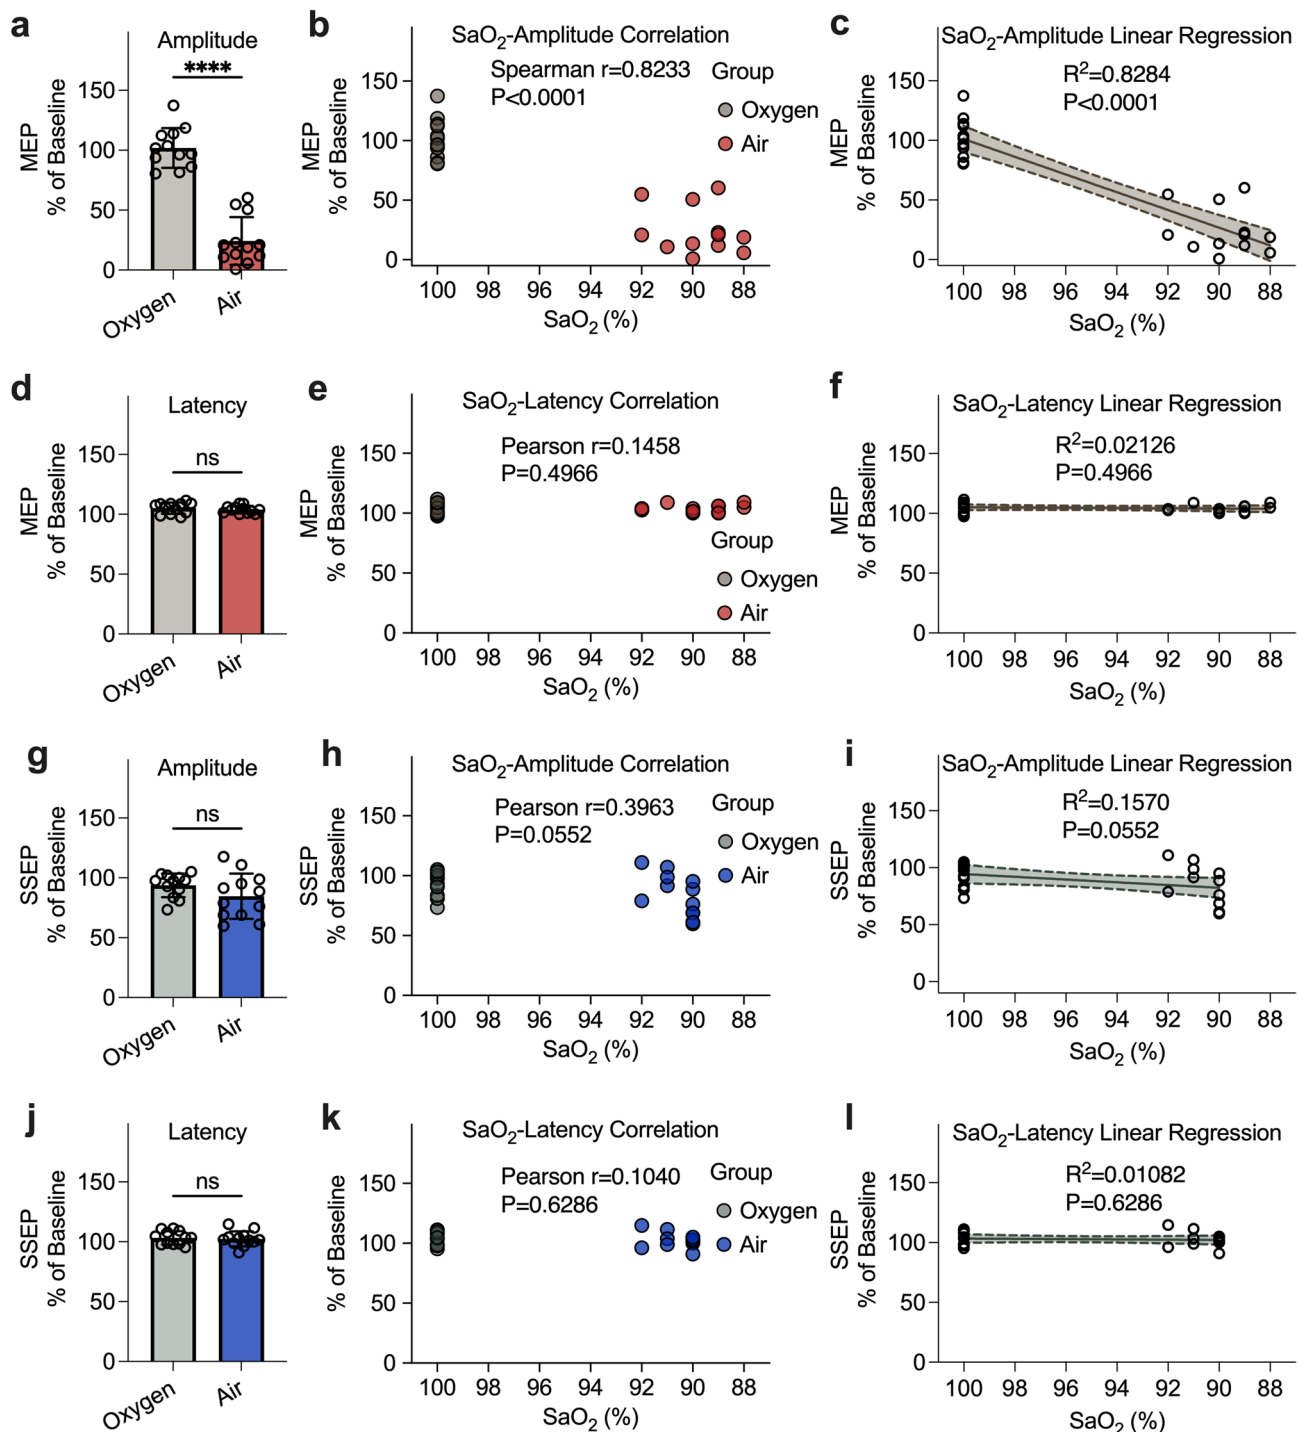 a
Amplitude
****
MEP
% of Baseline
150
100
50
0
Oxygen
Air
b
SaO2-Amplitude Correlation
Spearman r=0.8233
P<0.0001
Group
Oxygen
Air
MEP
% of Baseline
150
100
50
0
100 98 96 94 92 90 88
SaO2 (%)
c
SaO2-Amplitude Linear Regression
R2=0.8284
P<0.0001
MEP
% of Baseline
150
100
50
0
100 98 96 94 92 90 88
SaO2 (%)
d
Latency
ns
MEP
% of Baseline
150
100
50
0
Oxygen
Air
e
SaO2-Latency Correlation
Pearson r=0.1458
P=0.4966
Group
Oxygen
Air
MEP
% of Baseline
150
100
50
0
100 98 96 94 92 90 88
SaO2 (%)
f
SaO2-Latency Linear Regression
R2=0.02126
P=0.4966
MEP
% of Baseline
150
100
50
0
100 98 96 94 92 90 88
SaO2 (%)
g
Amplitude
ns
SSEP
% of Baseline
150
100
50
0
Oxygen
Air
h
SaO2-Amplitude Correlation
Pearson r=0.3963
P=0.0552
Group
Oxygen
Air
SSEP
% of Baseline
150
100
50
0
100 98 96 94 92 90 88
SaO2 (%)
i
SaO2-Amplitude Linear Regression
R2=0.1570
P=0.0552
SSEP
% of Baseline
150
100
50
0
100 98 96 94 92 90 88
SaO2 (%)
j
Latency
ns
SSEP
% of Baseline
150
100
50
0
Oxygen
Air
k
SaO2-Latency Correlation
Pearson r=0.1040
P=0.6286
Group
Oxygen
Air
SSEP
% of Baseline
150
100
50
0
100 98 96 94 92 90 88
SaO2 (%)
l
SaO2-Latency Linear Regression
R2=0.01082
P=0.6286
SSEP
% of Baseline
150
100
50
0
100 98 96 94 92 90 88
SaO2 (%)